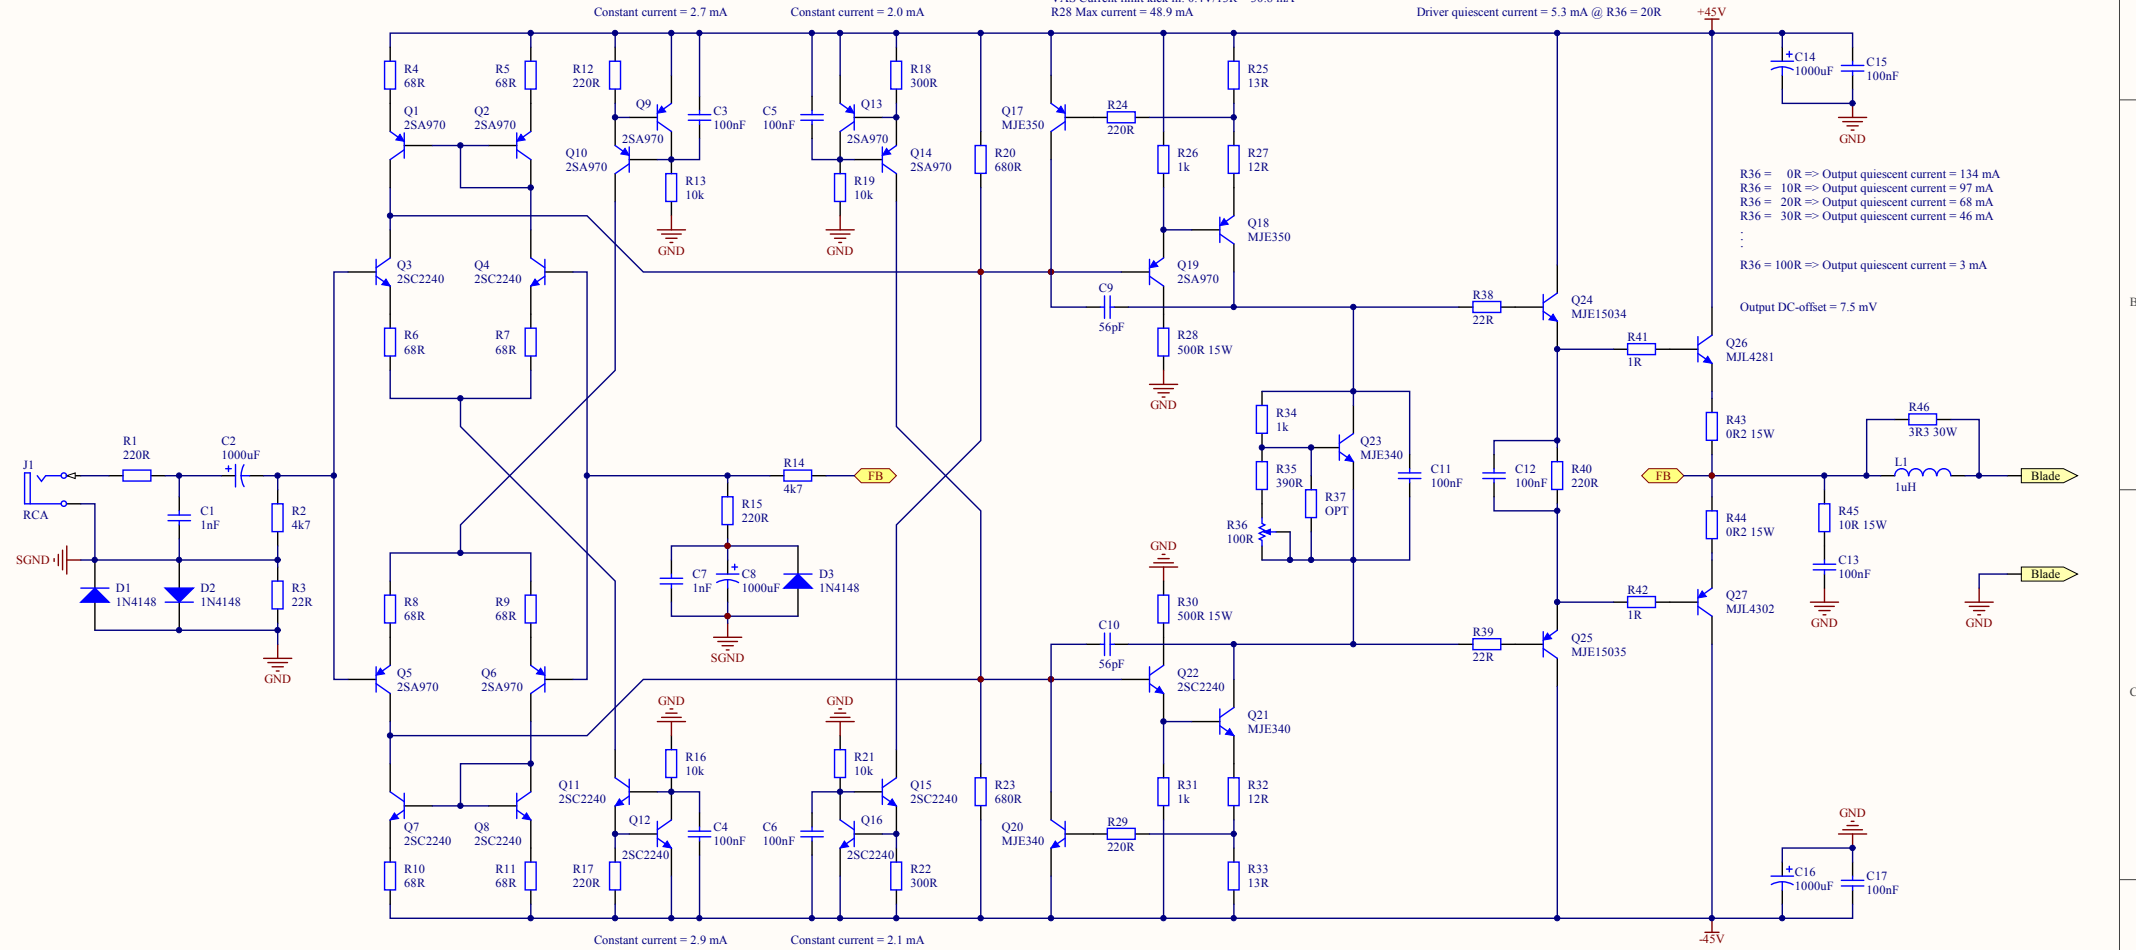 Constant current = 2.7 mA
Constant current = 2.0 mA
R28 Max current = 48.9 mA
Driver quiescent current = 5.3 mA @ R36 = 20R
+45V
R4
68R
R5
68R
R12
220R
R18
300R
R25
13R
C14
1000uF
C15
100nF
Q1
2SA970
Q2
2SA970
Q9
2SA970
C3
100nF
C5
100nF
Q13
2SA970
Q17
MJE350
R24
220R
GND
Q10
2SA970
Q14
2SA970
R20
680R
R26
1k
R27
12R
R13
10k
R19
10k
R36 = 0R => Output quiescent current = 134 mA
R36 = 10R => Output quiescent current = 97 mA
R36 = 20R => Output quiescent current = 68 mA
R36 = 30R => Output quiescent current = 46 mA
.
.
.
R36 = 100R => Output quiescent current = 3 mA
GND
GND
Q18
MJE350
Q3
2SC2240
Q4
2SC2240
Q19
2SA970
C9
56pF
R38
22R
Q24
MJE15034
Output DC-offset = 7.5 mV
R6
68R
R7
68R
R28
500R 15W
R41
1R
Q26
MJL4281
GND
R34
1k
R43
0R2 15W
R46
3R3 30W
J1
RCA
R1
220R
C2
1000uF
R14
4k7
FB
Q23
MJE340
R35
390R
R37
OPT
C11
100nF
C12
100nF
R40
220R
FB
L1
1uH
Blade
C1
1nF
R2
4k7
R15
220R
R36
100R
R44
0R2 15W
R45
10R 15W
SGND
GND
C13
100nF
Blade
D1
1N4148
D2
1N4148
R3
22R
R8
68R
R9
68R
C7
1nF
C8
1000uF
D3
1N4148
R30
500R 15W
R42
1R
Q27
MJL4302
GND
GND
SGND
C10
56pF
R39
22R
Q25
MJE15035
GND
Q5
2SA970
Q6
2SA970
Q22
2SC2240
GND
GND
Q21
MJE340
R16
10k
R21
10k
Q11
2SC2240
Q15
2SC2240
R23
680R
R31
1k
R32
12R
Q7
2SC2240
Q8
2SC2240
Q12
2SC2240
C4
100nF
C6
100nF
Q16
2SC2240
Q20
MJE340
R29
220R
GND
R10
68R
R11
68R
R17
220R
R22
300R
R33
13R
C16
1000uF
C17
100nF
Constant current = 2.9 mA
Constant current = 2.1 mA
-45V